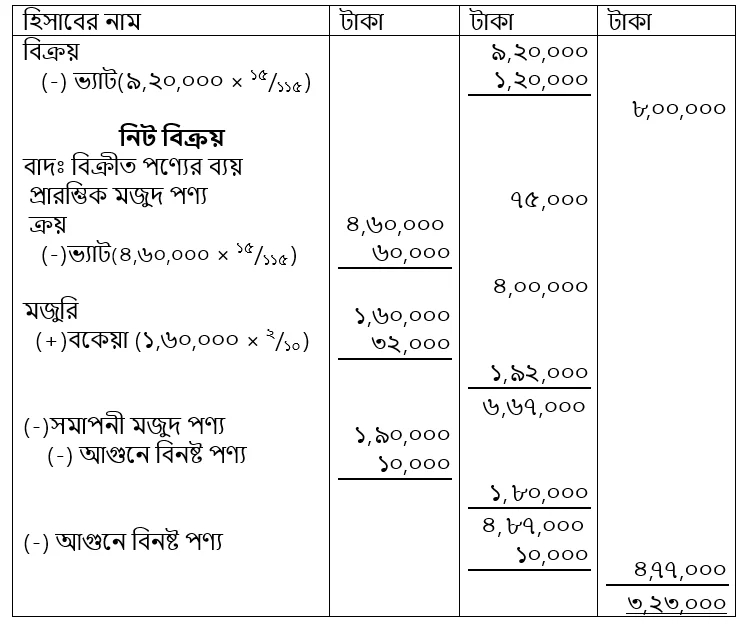 হিসাবের নাম টাকা টাকা টাকা
বিক্রয় ৯,২০,০০০
(-) ভ্যাট(৯,২০,০০০ × ১৫/১১৫) ১,২০,০০০
৮,০০,০০০
নিট বিক্রয়
বাদঃ বিক্রীত পণ্যের ব্যয়
প্রারম্ভিক মজুদ পণ্য ৭৫,০০০
ক্রয় ৪,৬০,০০০
(-)ভ্যাট(৪,৬০,০০০ × ১৫/১১৫) ৬০,০০০
৪,০০,০০০
মজুরি ১,৬০,০০০
(+)বকেয়া (১,৬০,০০০ × ২/১০) ৩২,০০০
১,৯২,০০০
৬,৬৭,০০০
(-)সমাপনী মজুদ পণ্য ১,৯০,০০০
(-) আগুনে বিনষ্ট পণ্য ১০,০০০
১,৮০,০০০
৪,৮৭,০০০
(-) আগুনে বিনষ্ট পণ্য ১০,০০০
৪,৭৭,০০০
৩,২৩,০০০